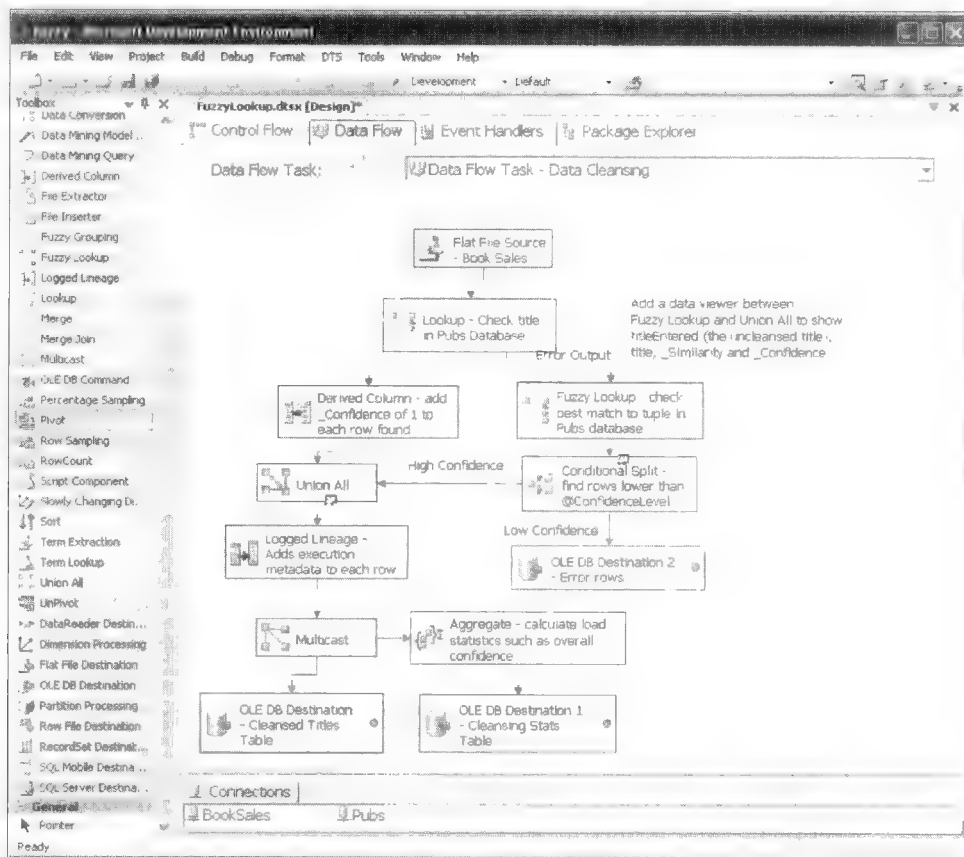 Fuzzy - Microsoft Development Environment
File Edit View Project Build Debug Format DTS Tools Window Help
Development Default
Toolbox
FuzzyLookup.dtsx [Design]*
Data Conversion
Data Mining Model ...
Data Mining Query
Derived Column
File Extractor
File Inserter
Fuzzy Grouping
Fuzzy Lookup
Logged Lineage
Lookup
Merge
Merge Join
Multicast
OLE DB Command
Percentage Sampling
Pivot
Row Sampling
RowCount
Script Component
Slowly Changing Di..
Sort
Term Extraction
Term Lookup
Union All
UnPivot
DataReader Destin...
Dimension Processing
Flat File Destination
OLE DB Destination
Partition Processing
Raw File Destination
RecordSet Destinat...
SQL Mobile Destina ...
SQL Server Destina...
General
Pointer
Control Flow Data Flow Event Handlers Package Explorer
Data Flow Task: Data Flow Task - Data Cleansing
Flat File Source
- Book Sales
Lookup - Check title
in Pubs Database
Add a data viewer between
Fuzzy Lookup and Union All to show
titleEntered (the uncleansed title),
title, _Similarity and _Confidence
Error Output
Derived Column - add
_Confidence of 1 to
each row found
Fuzzy Lookup - check
best match to tuple in
Pubs database
High Confidence
Union All
Conditional Split -
find rows lower than
@ConfidenceLevel
Low Confidence
Logged Lineage -
Adds execution
metadata to each row
OLE DB Destination 2
- Error rows
Multicast
Aggregate - calculate load
statistics such as overall
confidence
OLE DB Destination
- Cleansed Titles
Table
OLE DB Destination 1
- Cleansing Stats
Table
Connections
BookSales Pubs
Ready